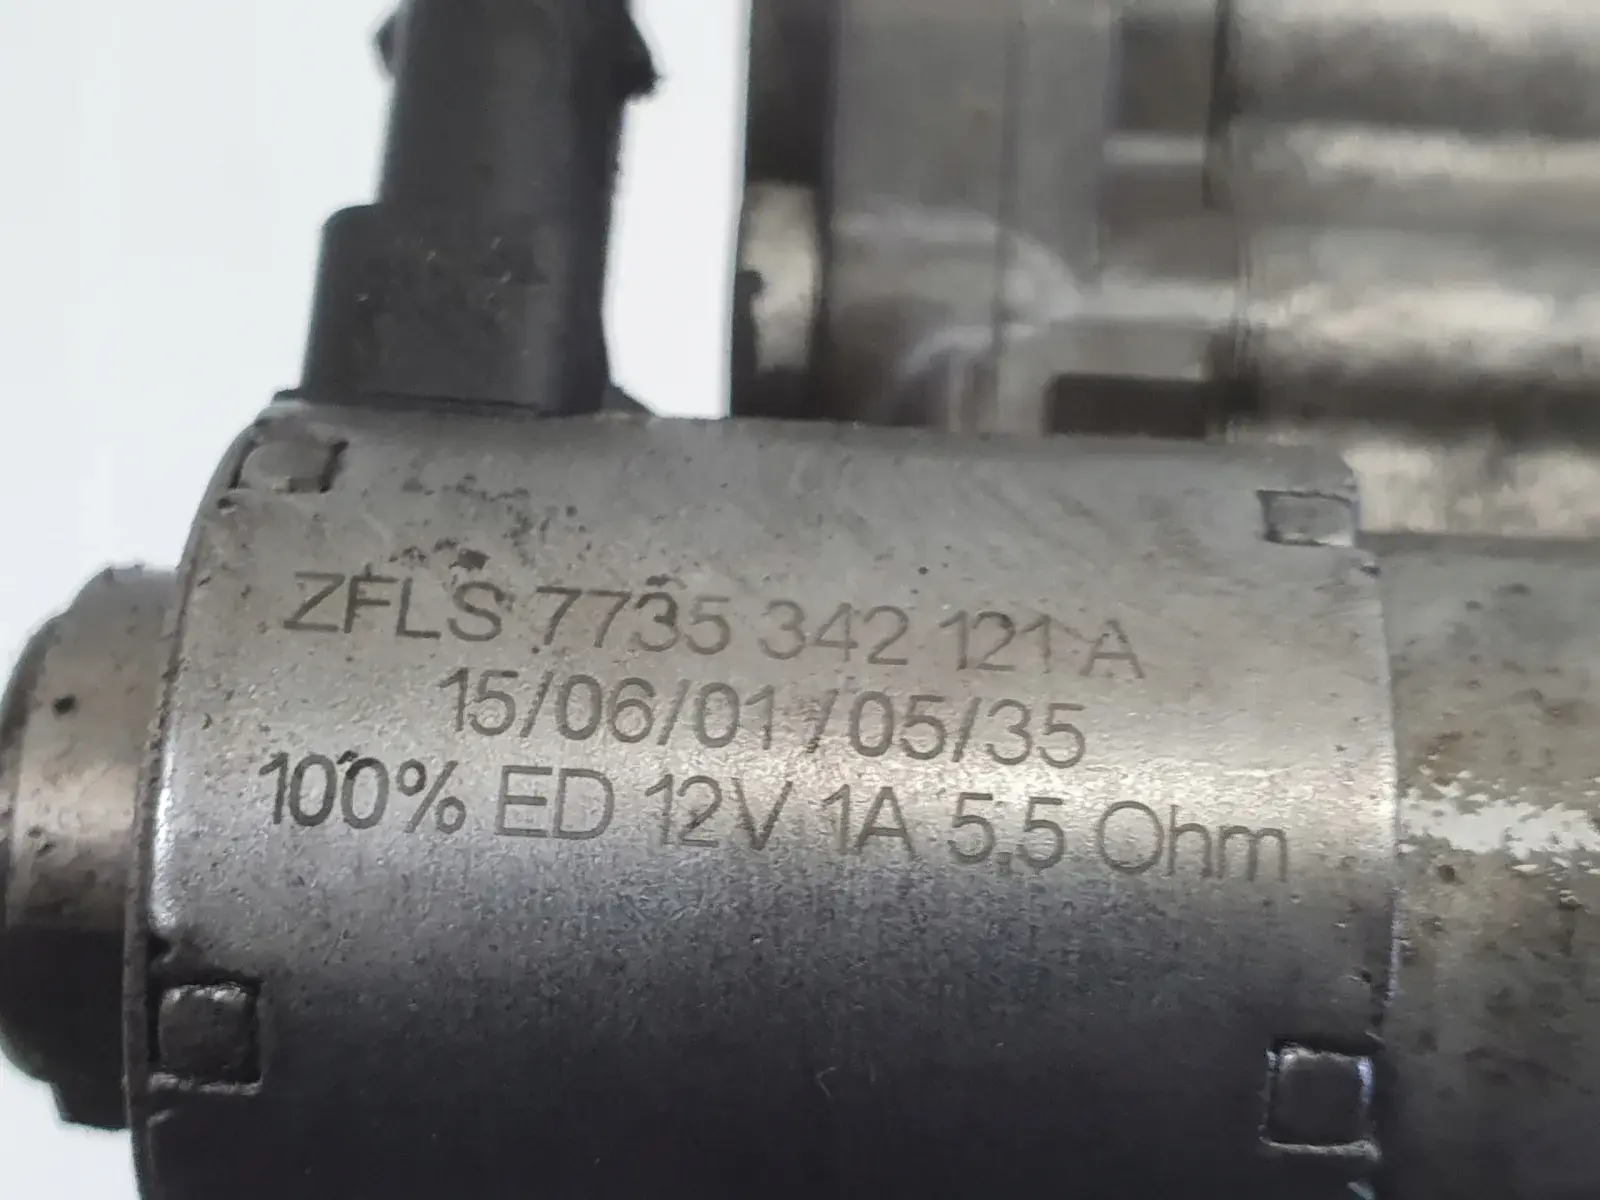 ZFLS 7735 342 121 A
15/06/01/05/35
100% ED 12V 1A 5,5 Ohm